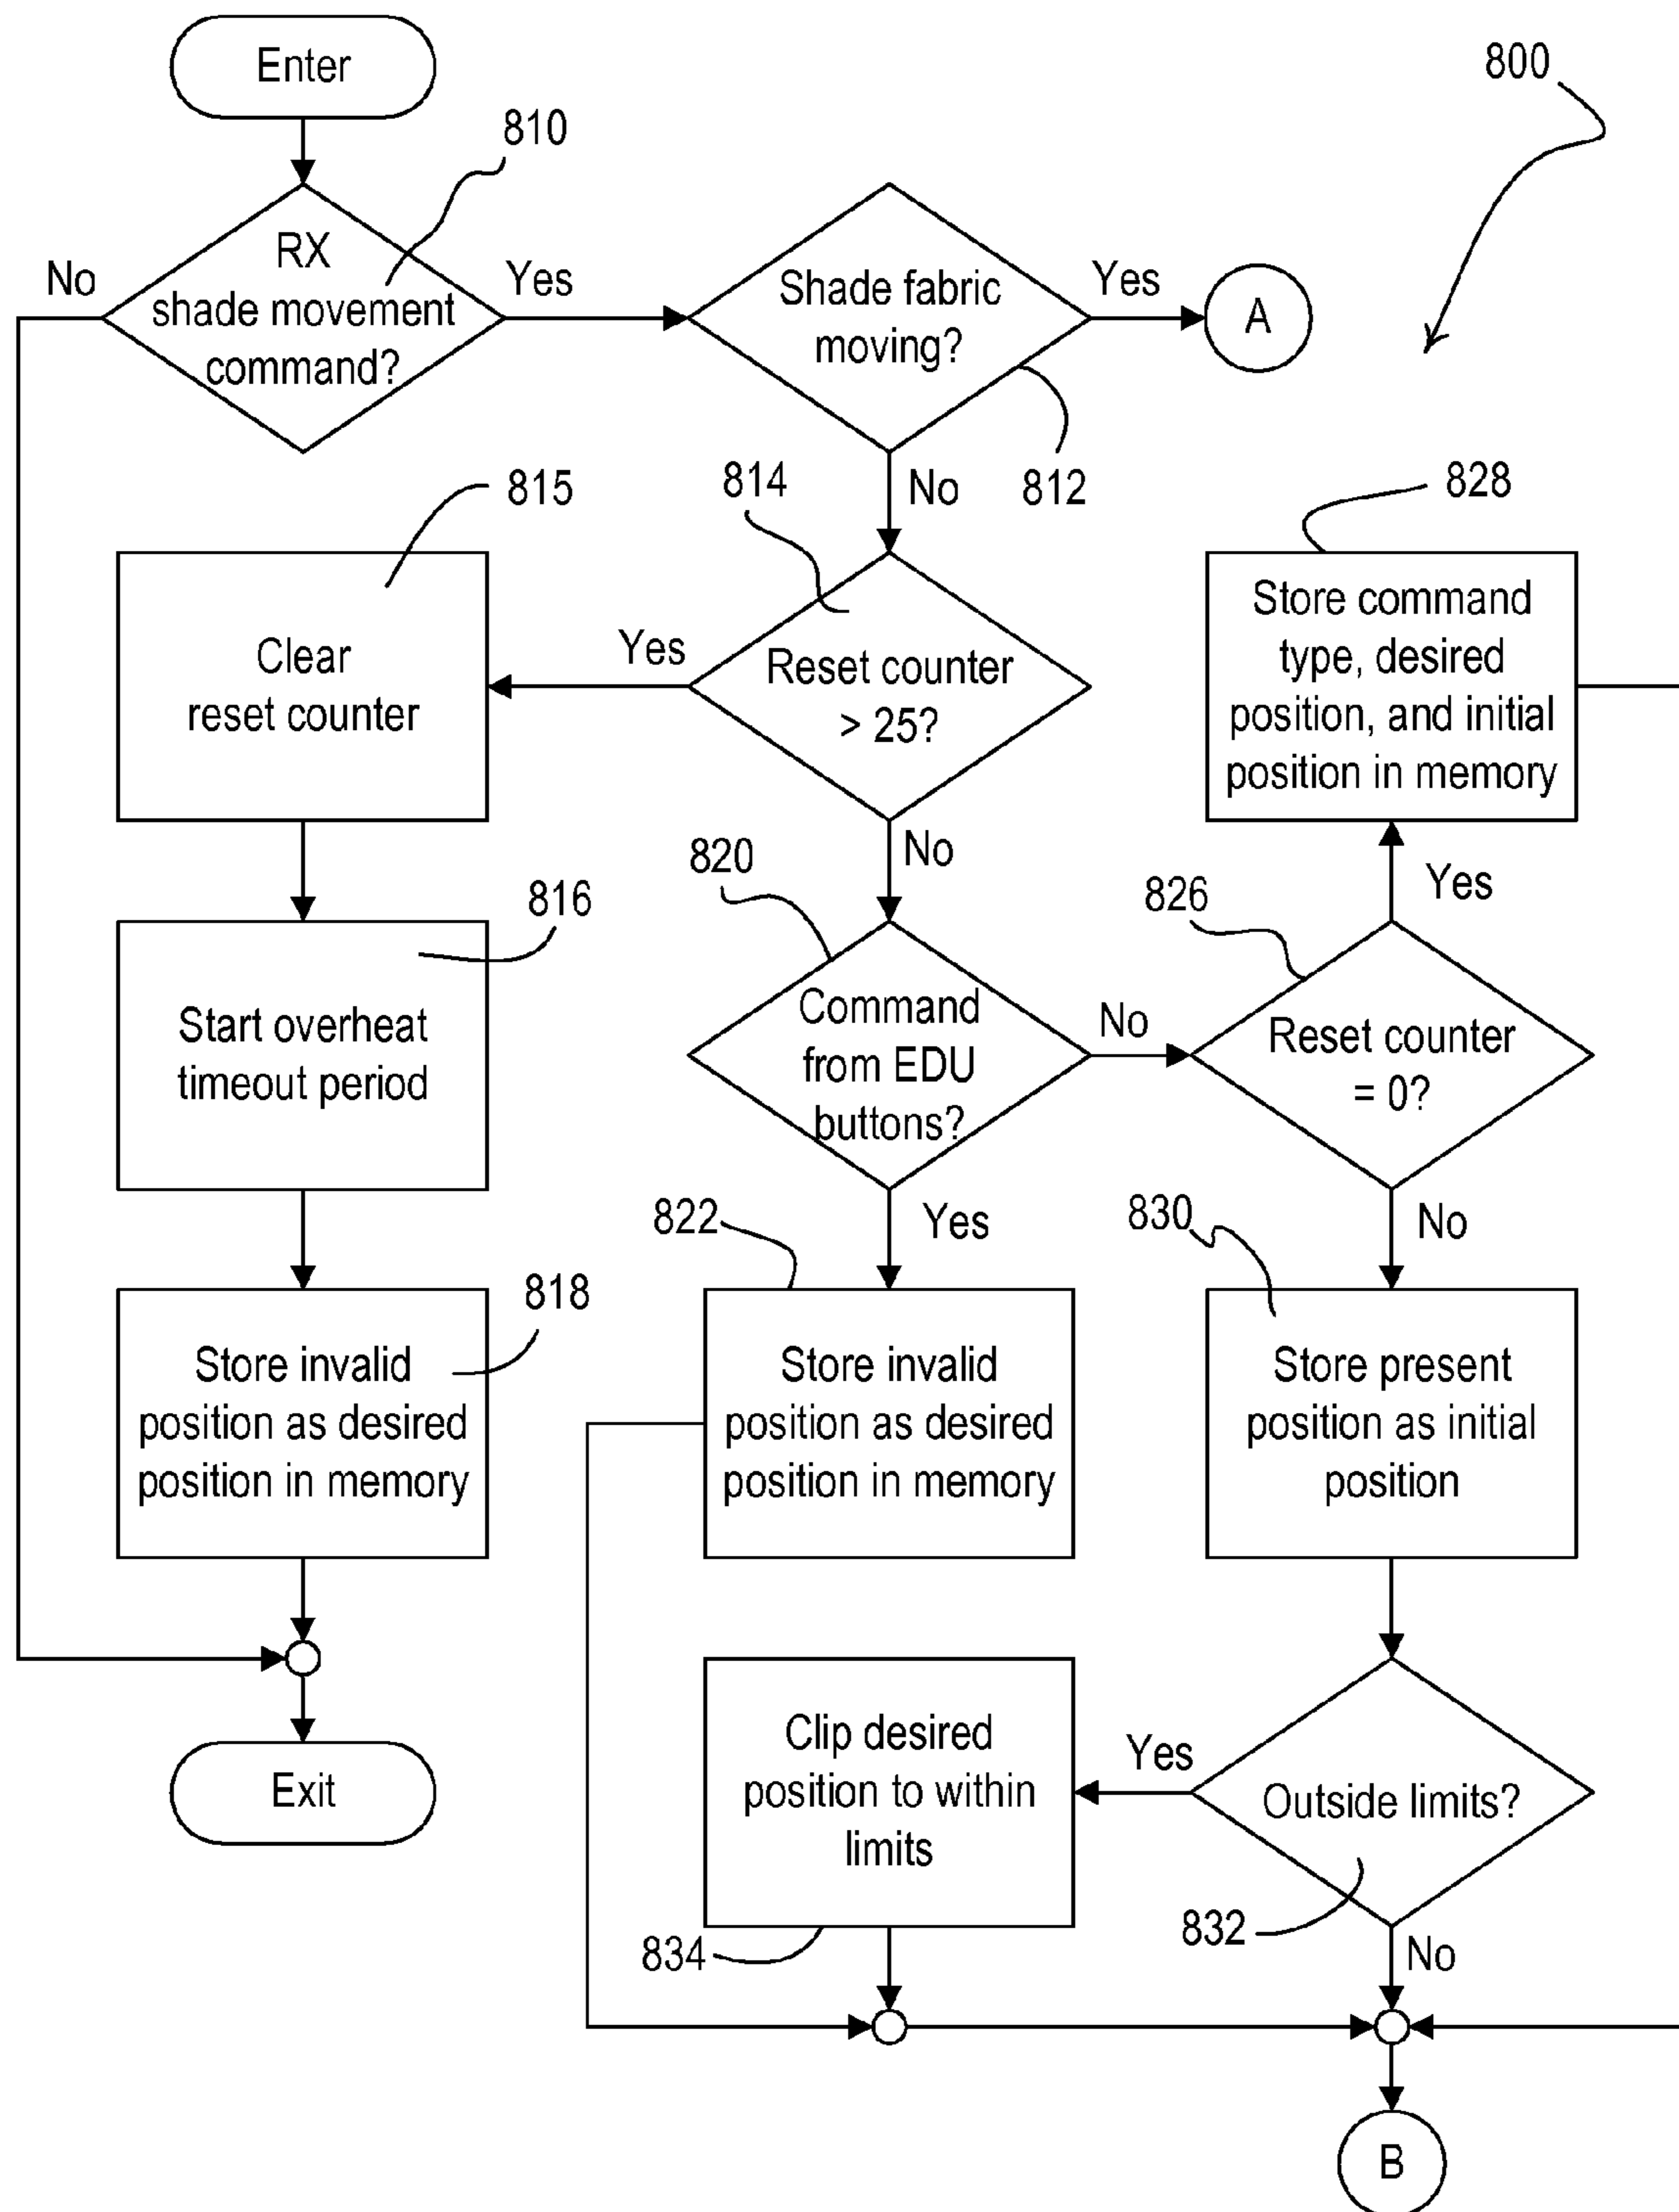 Enter
800
810
RX
shade movement
command?
No
Yes
Shade fabric
moving?
Yes
A
812
No
814
815
828
Clear
reset counter
Yes
Reset counter
> 25?
Store command
type, desired
position, and initial
position in memory
No
820
Yes
826
816
Start overheat
timeout period
Command
from EDU
buttons?
No
Reset counter
= 0?
822
Yes
830
No
818
Store invalid
position as desired
position in memory
Store invalid
position as desired
position in memory
Store present
position as initial
position
Clip desired
position to within
limits
Yes
Outside limits?
Exit
834
832
No
B